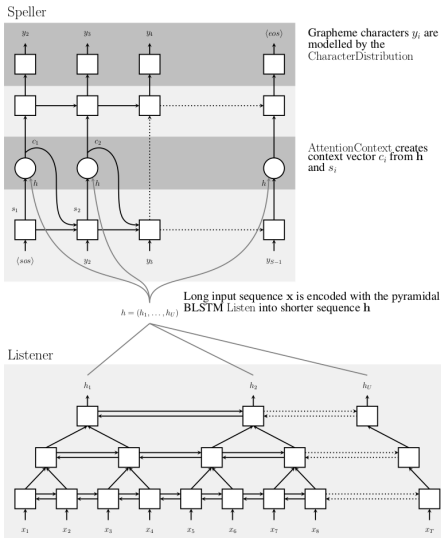 Speller
y₂ y₃ y₄ ⟨eos⟩
Grapheme characters yᵢ are
modelled by the
CharacterDistribution
c₁ c₂
AttentionContext creates
context vector cᵢ from h
and sᵢ
h h h
s₁ s₂
⟨sos⟩ y₂ y₃ yS−1
Long input sequence x is encoded with the pyramidal
BLSTM Listen into shorter sequence h
h = (h₁, . . . , hU)
Listener
h₁ h₂ hU
x₁ x₂ x₃ x₄ x₅ x₆ x₇ x₈ xT